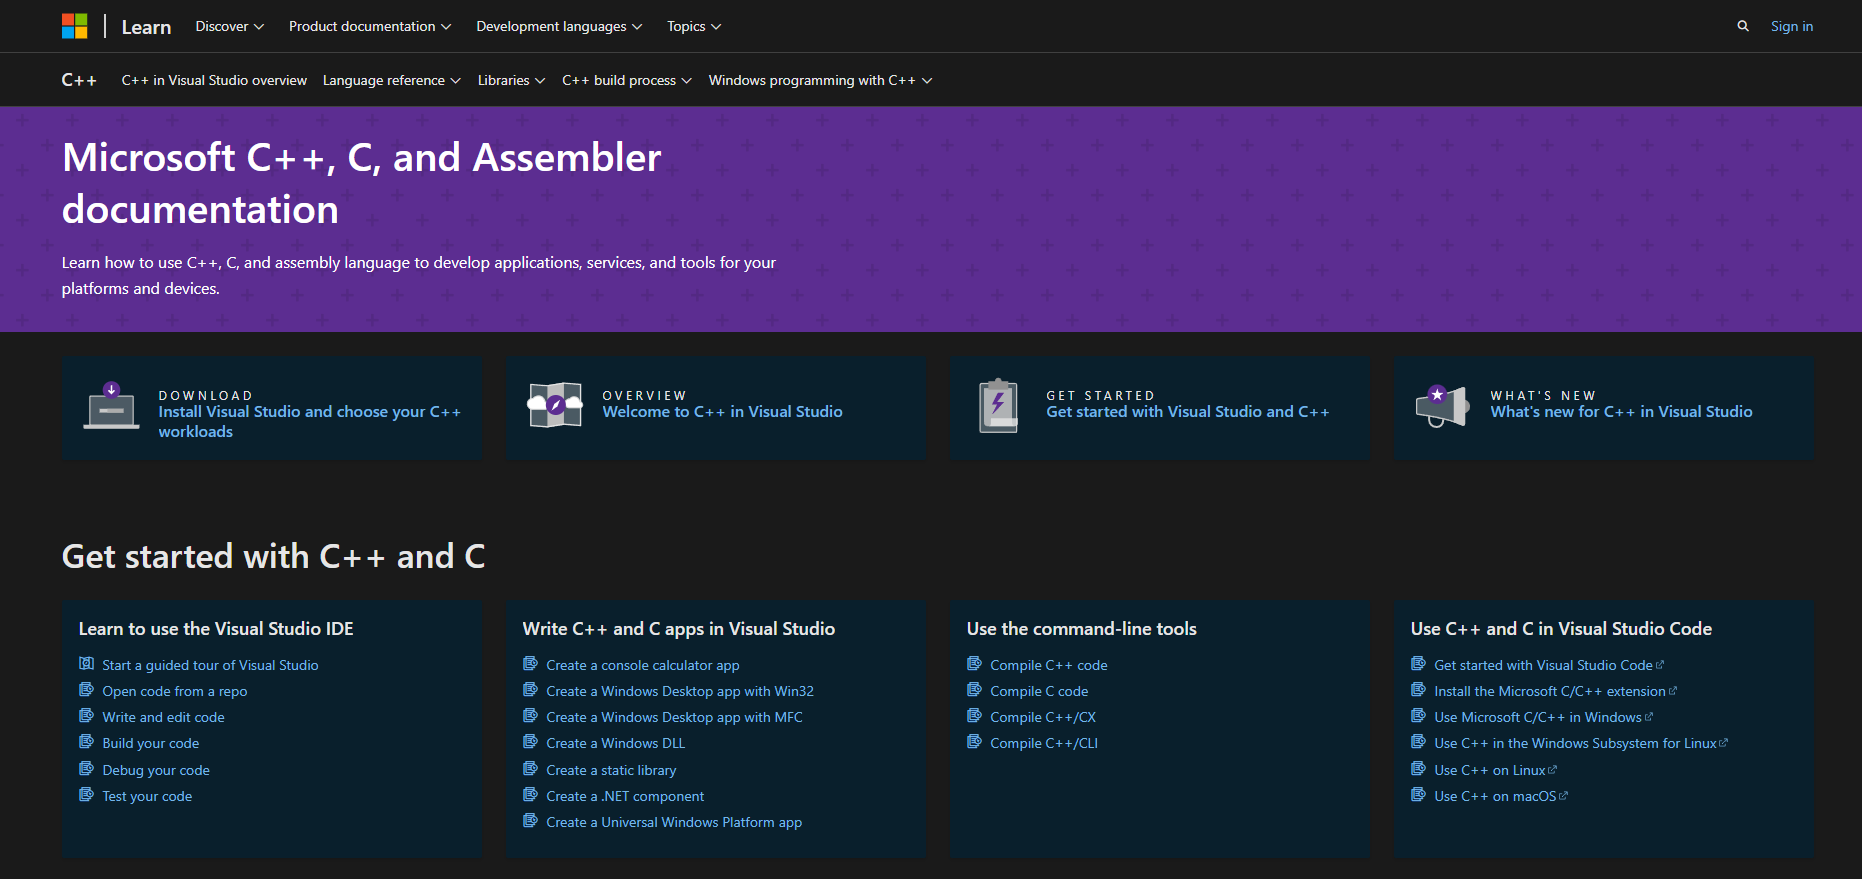 Learn
Discover
Product documentation
Development languages
Topics
Sign in
C++
C++ in Visual Studio overview
Language reference
Libraries
C++ build process
Windows programming with C++
Microsoft C++, C, and Assembler
documentation
Learn how to use C++, C, and assembly language to develop applications, services, and tools for your
platforms and devices.
DOWNLOAD
Install Visual Studio and choose your C++
workloads
OVERVIEW
Welcome to C++ in Visual Studio
GET STARTED
Get started with Visual Studio and C++
WHAT'S NEW
What's new for C++ in Visual Studio
Get started with C++ and C
Learn to use the Visual Studio IDE
Start a guided tour of Visual Studio
Open code from a repo
Write and edit code
Build your code
Debug your code
Test your code
Write C++ and C apps in Visual Studio
Create a console calculator app
Create a Windows Desktop app with Win32
Create a Windows Desktop app with MFC
Create a Windows DLL
Create a static library
Create a .NET component
Create a Universal Windows Platform app
Use the command-line tools
Compile C++ code
Compile C code
Compile C++/CX
Compile C++/CLI
Use C++ and C in Visual Studio Code
Get started with Visual Studio Code
Install the Microsoft C/C++ extension
Use Microsoft C/C++ in Windows
Use C++ in the Windows Subsystem for Linux
Use C++ on Linux
Use C++ on macOS